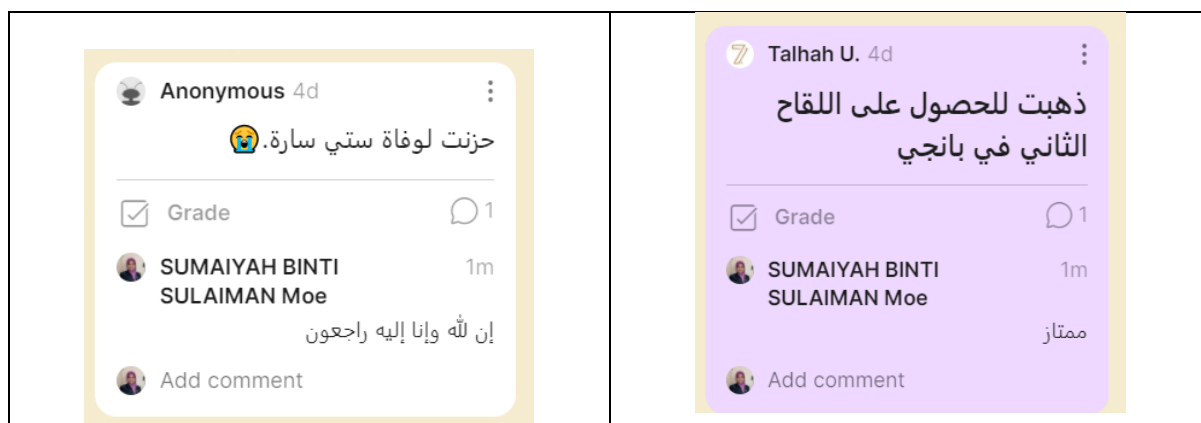 Anonymous 4d
حزنت لوفاة ستي سارة.😭
Grade
1
SUMAIYAH BINTI 1m
SULAIMAN Moe
إن لله وإنا إليه راجعون
Add comment
Talhah U. 4d
ذهبت للحصول على اللقاح
الثاني في بانجي
Grade
1
SUMAIYAH BINTI 1m
SULAIMAN Moe
ممتاز
Add comment